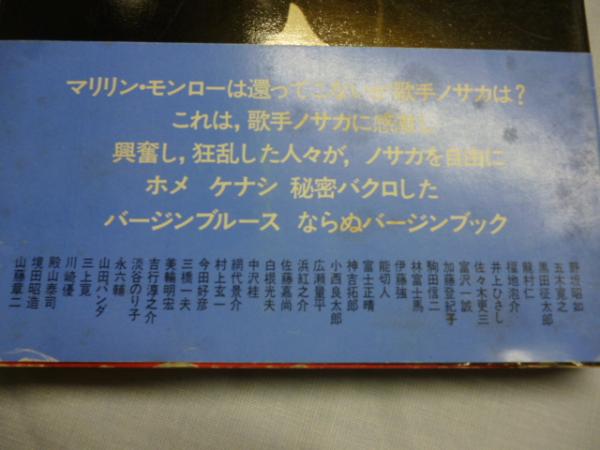 マリリン・モンローは還ってこないが歌手ノサカは?
これは,歌手ノサカに感激し
興奮し,狂乱した人々が, ノサカを自由に
ホメ ケナシ 秘密バクロした
バージンブルース ならぬバージンブック
野坂昭如
五木寛之
黒田征太郎
龍村仁
榎地泡介
井上ひさし
佐々木更三
富沢一誠
加藤登紀子
駒田信二
林富士馬
伊藤強
能切人
富士正晴
神吉拓郎
小西良太郎
広瀬量平
浜紅之介
佐藤嘉尚
白根悦夫
中沢桂
網代景介
村上玄一
今田好彦
三橋一夫
美輪明宏
吉行淳之介
淡谷のり子
永六輔
山田パンダ
三上寛
川崎優
殿山泰司
境田昭造
山藤章二